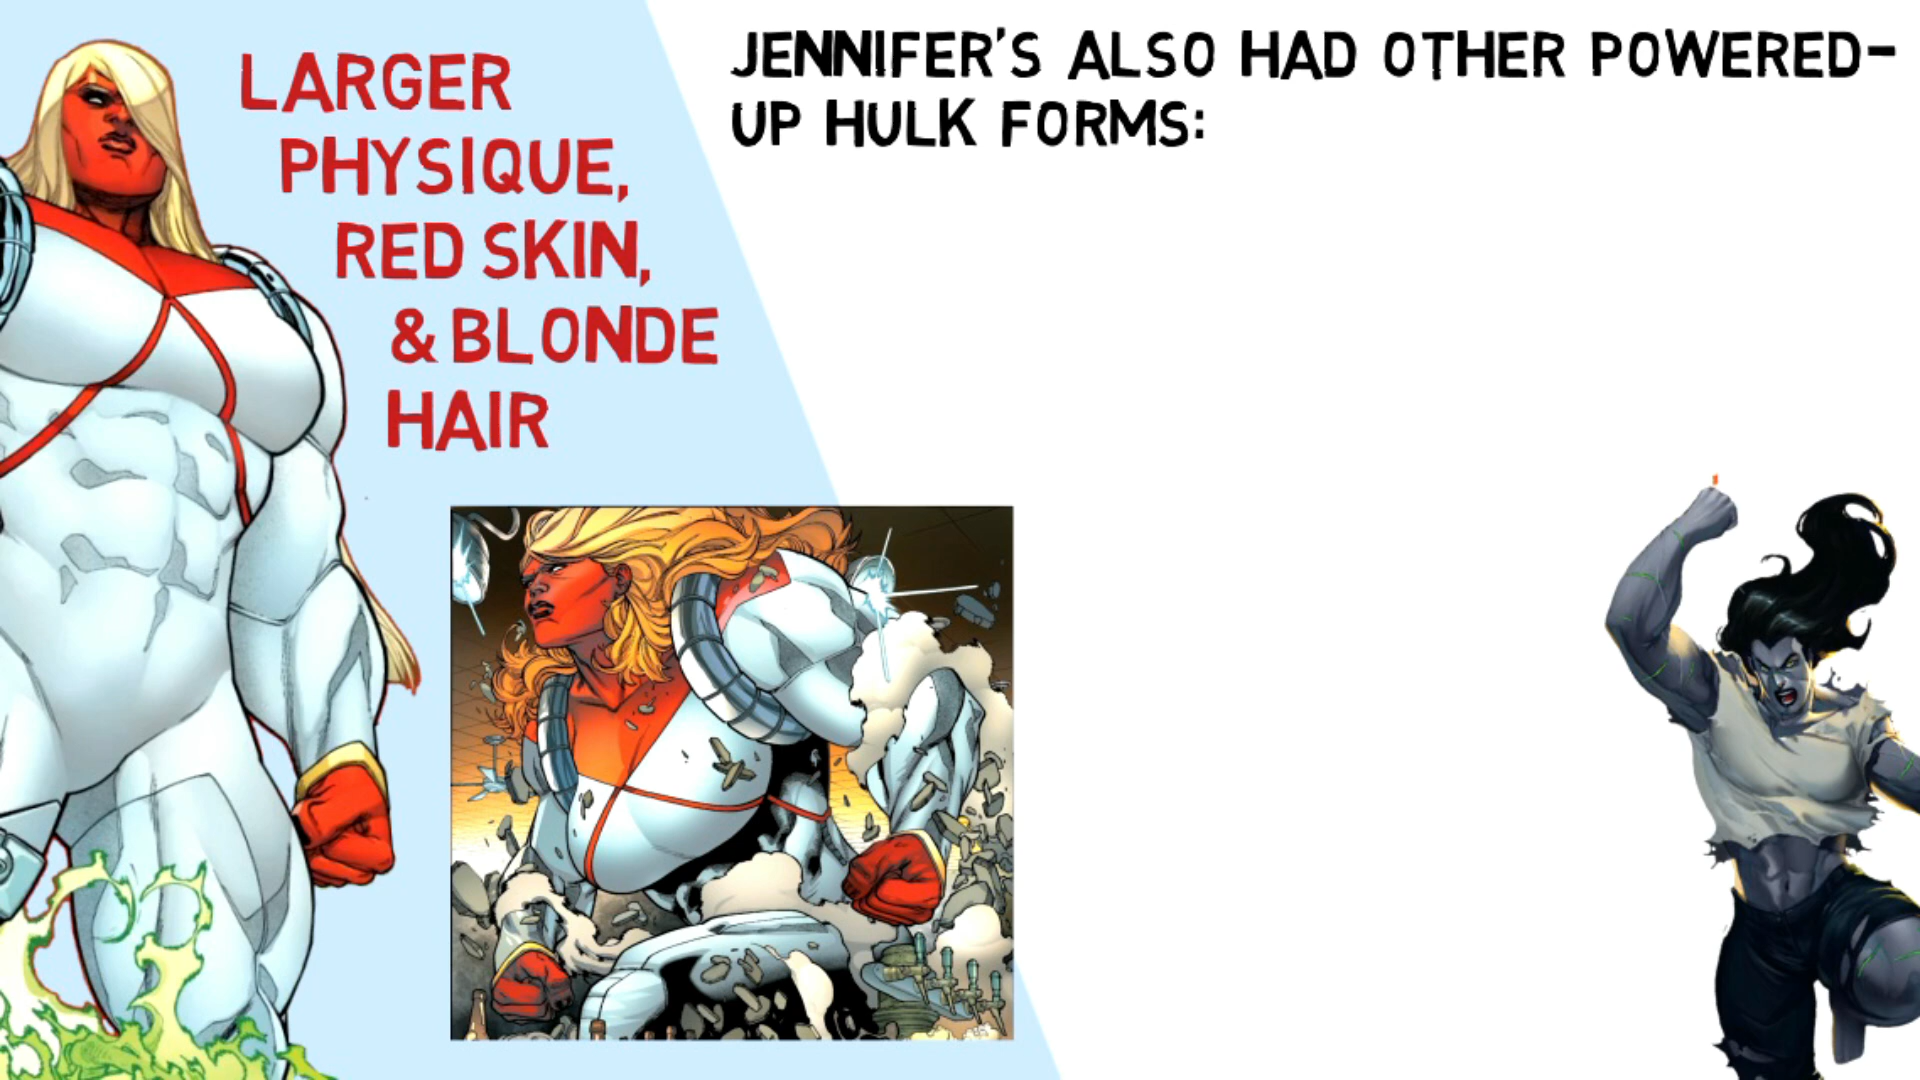 LARGER
PHYSIQUE,
RED SKIN,
& BLONDE
HAIR
JENNIFER'S ALSO HAD OTHER POWERED-
UP HULK FORMS: